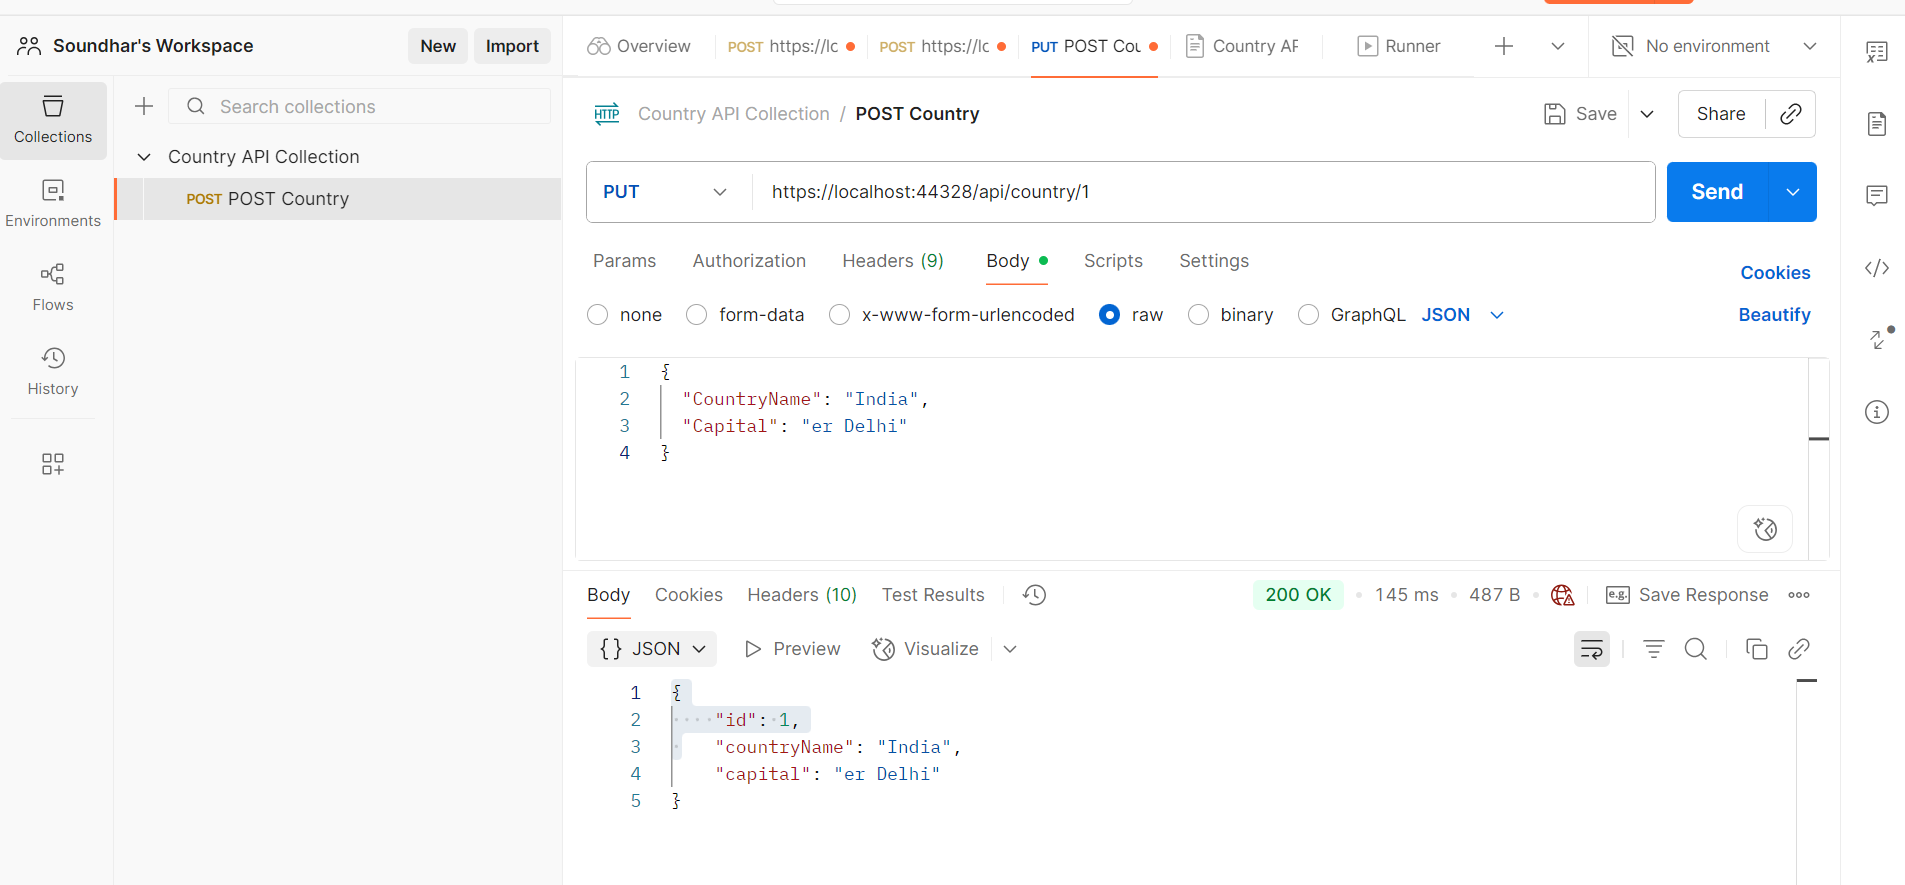 Soundhar's Workspace
New
Import
Overview
POST https://lc
POST https://lc
PUT POST Cou
Country AF
Runner
No environment
Collections
Environments
Flows
History
Search collections
Country API Collection
POST POST Country
HTTP Country API Collection / POST Country
Save
Share
PUT https://localhost:44328/api/country/1
Send
Params
Authorization
Headers (9)
Body
Scripts
Settings
Cookies
none
form-data
x-www-form-urlencoded
raw
binary
GraphQL
JSON
Beautify
1 {
2 "CountryName": "India",
3 "Capital": "er Delhi"
4 }
Body
Cookies
Headers (10)
Test Results
200 OK • 145 ms • 487 B
e.g. Save Response
{} JSON
Preview
Visualize
1 {
2 "id": 1,
3 "countryName": "India",
4 "capital": "er Delhi"
5 }